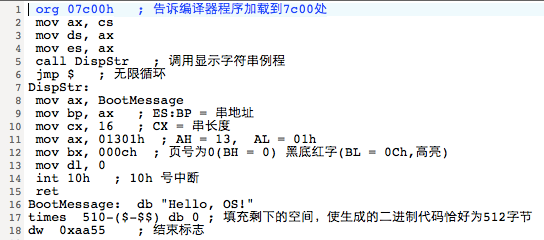 1 org 07c00h ; 告诉编译器程序加载到7c00处
2 mov ax, cs
3 mov ds, ax
4 mov es, ax
5 call DispStr ; 调用显示字符串例程
6 jmp $ ; 无限循环
7 DispStr:
8 mov ax, BootMessage
9 mov bp, ax ; ES:BP = 串地址
10 mov cx, 16 ; CX = 串长度
11 mov ax, 01301h ; AH = 13, AL = 01h
12 mov bx, 000ch ; 页号为0(BH = 0) 黑底红字(BL = 0Ch,高亮)
13 mov dl, 0
14 int 10h ; 10h 号中断
15 ret
16 BootMessage: db "Hello, OS!"
17 times 510-($-$$) db 0 ; 填充剩下的空间，使生成的二进制代码恰好为512字节
18 dw 0xaa55 ; 结束标志